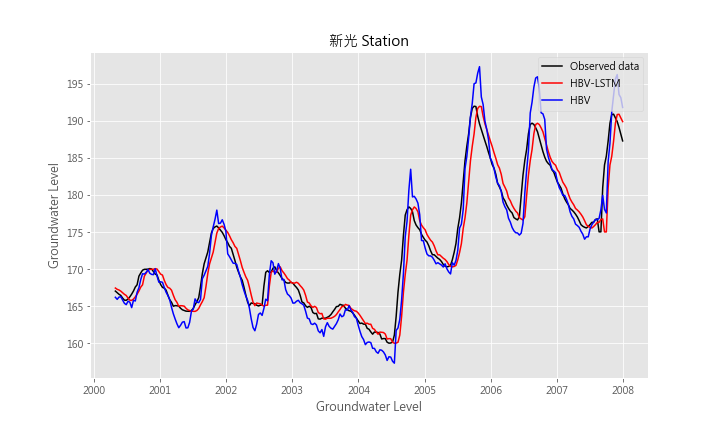 新光 Station
Observed data
HBV-LSTM
HBV
195
190
185
180
175
170
165
160
Groundwater Level
2000 2001 2002 2003 2004 2005 2006 2007 2008
Groundwater Level